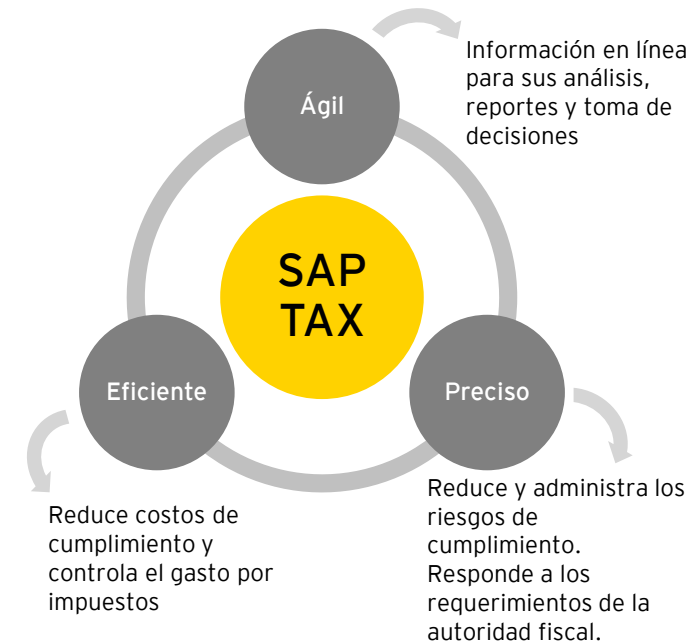 Información en línea
para sus análisis,
reportes y toma de
decisiones
Ágil
SAP
TAX
Eficiente
Preciso
Reduce costos de
cumplimiento y
controla el gasto por
impuestos
Reduce y administra los
riesgos de
cumplimiento.
Responde a los
requerimientos de la
autoridad fiscal.